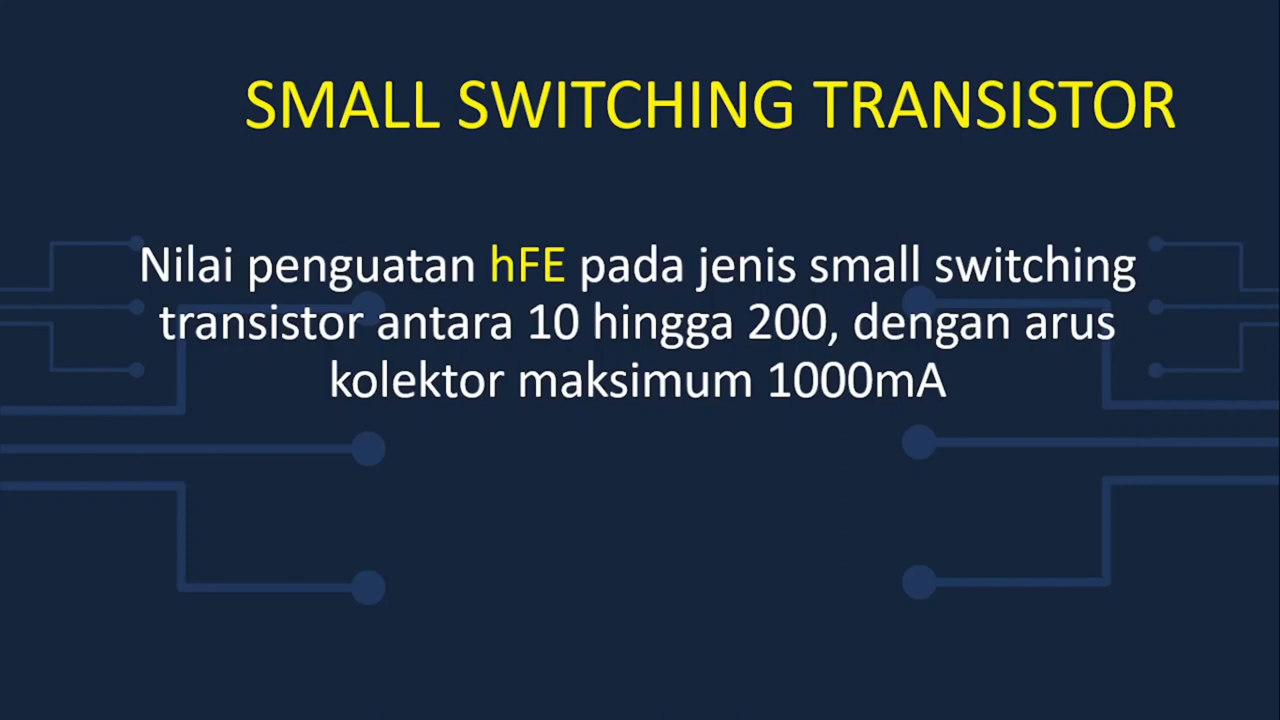 SMALL SWITCHING TRANSISTOR
Nilai penguatan hFE pada jenis small switching
transistor antara 10 hingga 200, dengan arus
kolektor maksimum 1000mA